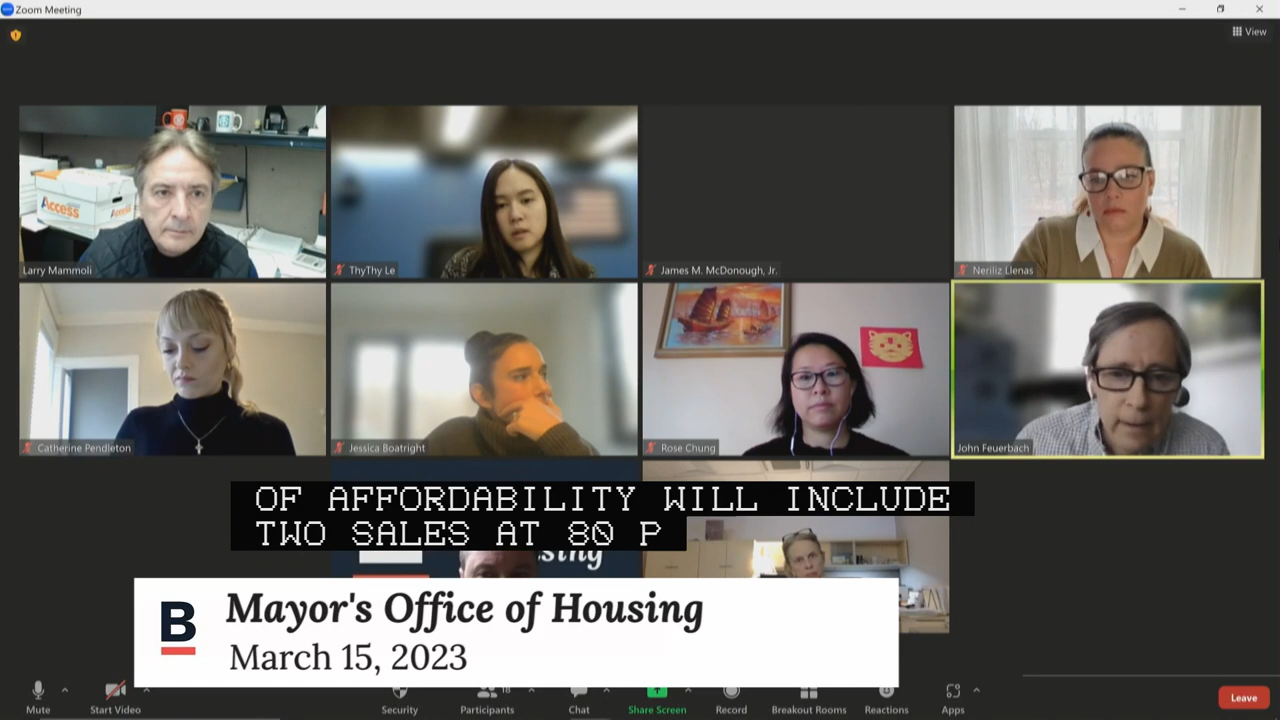 Zoom Meeting
View
Access
Access
Larry Mammoli
ThyThy Le
James M. McDonough, Jr.
Neriliz Llenas
Catherine Pendleton
Jessica Boatright
Rose Chung
John Feuerbach
OF AFFORDABILITY WILL INCLUDE
TWO SALES AT 80 P
B
Mayor's Office of Housing
March 15, 2023
18
Mute
Start Video
Security
Participants
Chat
Share Screen
Record
Breakout Rooms
Reactions
Apps
Leave